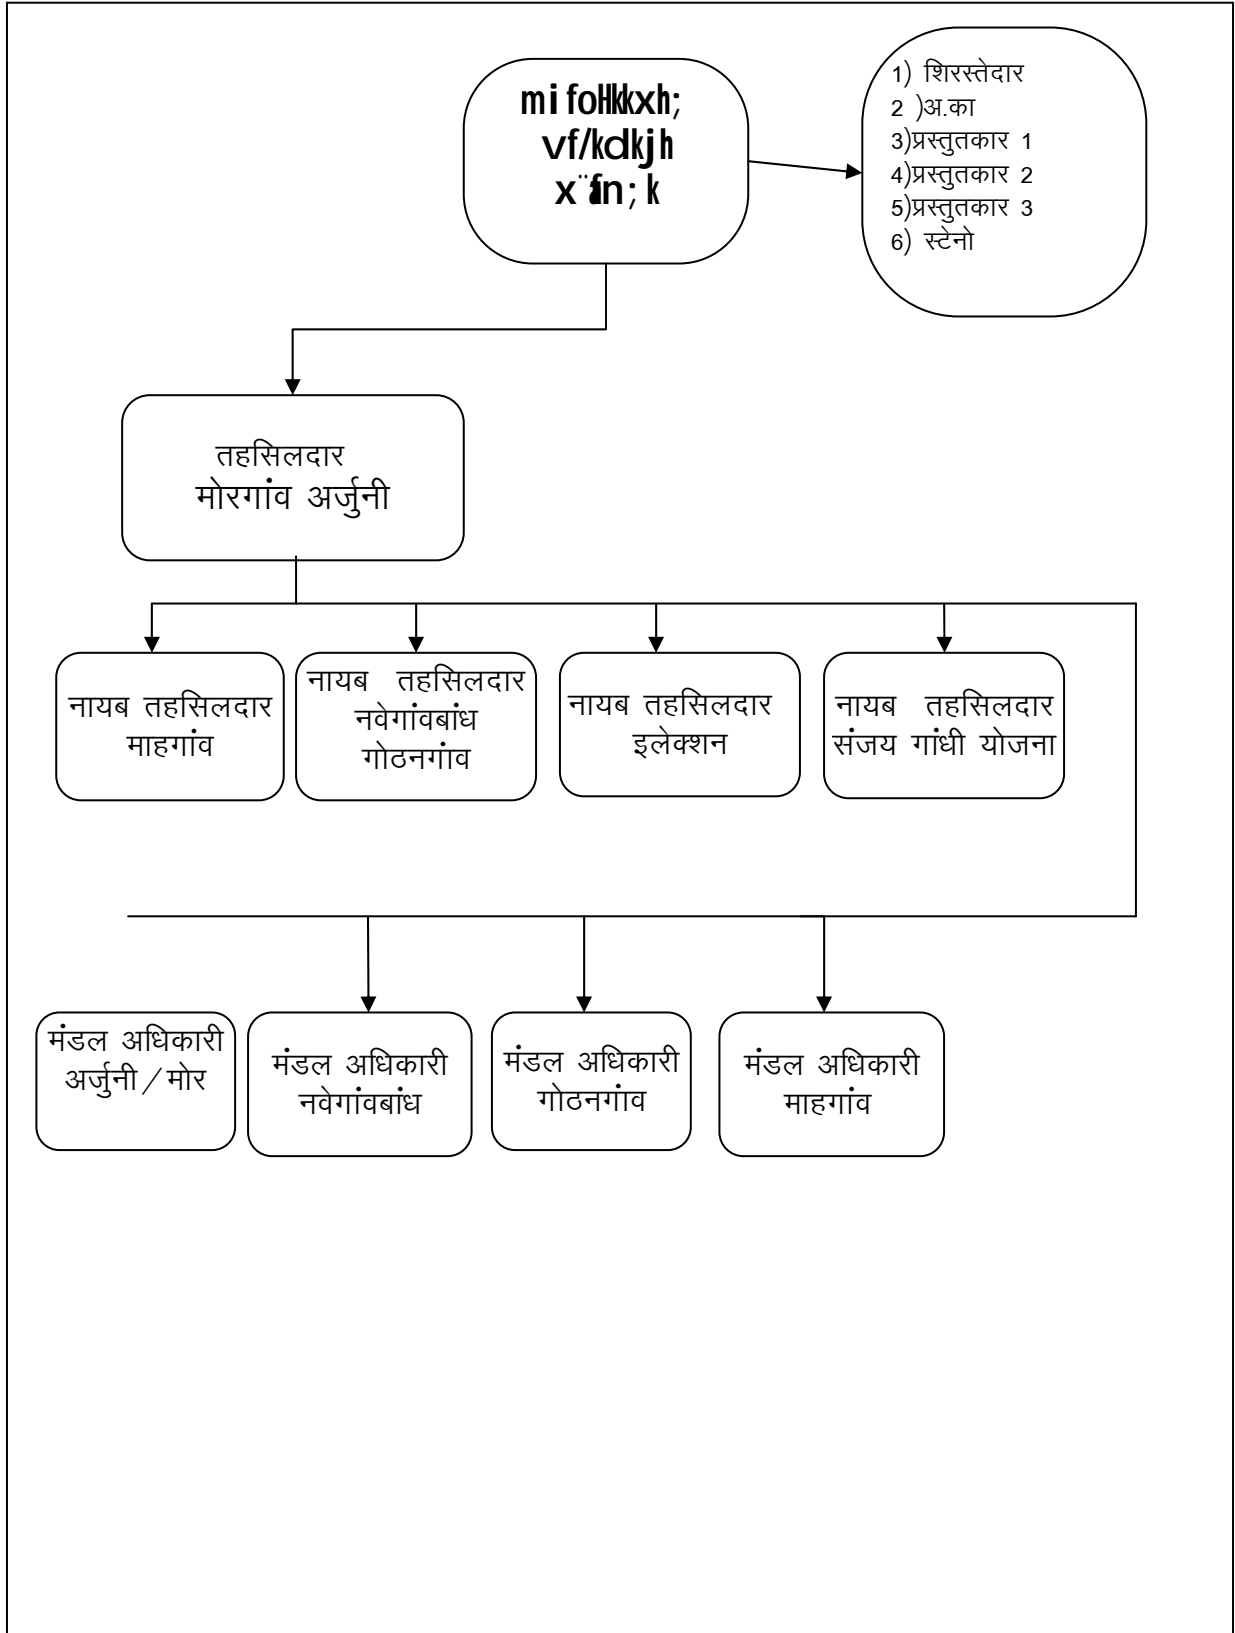 mi foHkkxh;
vf/kdkjh
x¨afn;k
1) शिरस्तेदार
2 )अ.का
3)प्रस्तुतकार 1
4)प्रस्तुतकार 2
5)प्रस्तुतकार 3
6) स्टेनो
तहसिलदार
मोरगांव अर्जुनी
नायब तहसिलदार
माहगांव
नायब तहसिलदार
नवेगांवबांध
गोठनगांव
नायब तहसिलदार
इलेक्शन
नायब तहसिलदार
संजय गांधी योजना
मंडल अधिकारी
अर्जुनी/मोर
मंडल अधिकारी
नवेगांवबांध
मंडल अधिकारी
गोठनगांव
मंडल अधिकारी
माहगांव